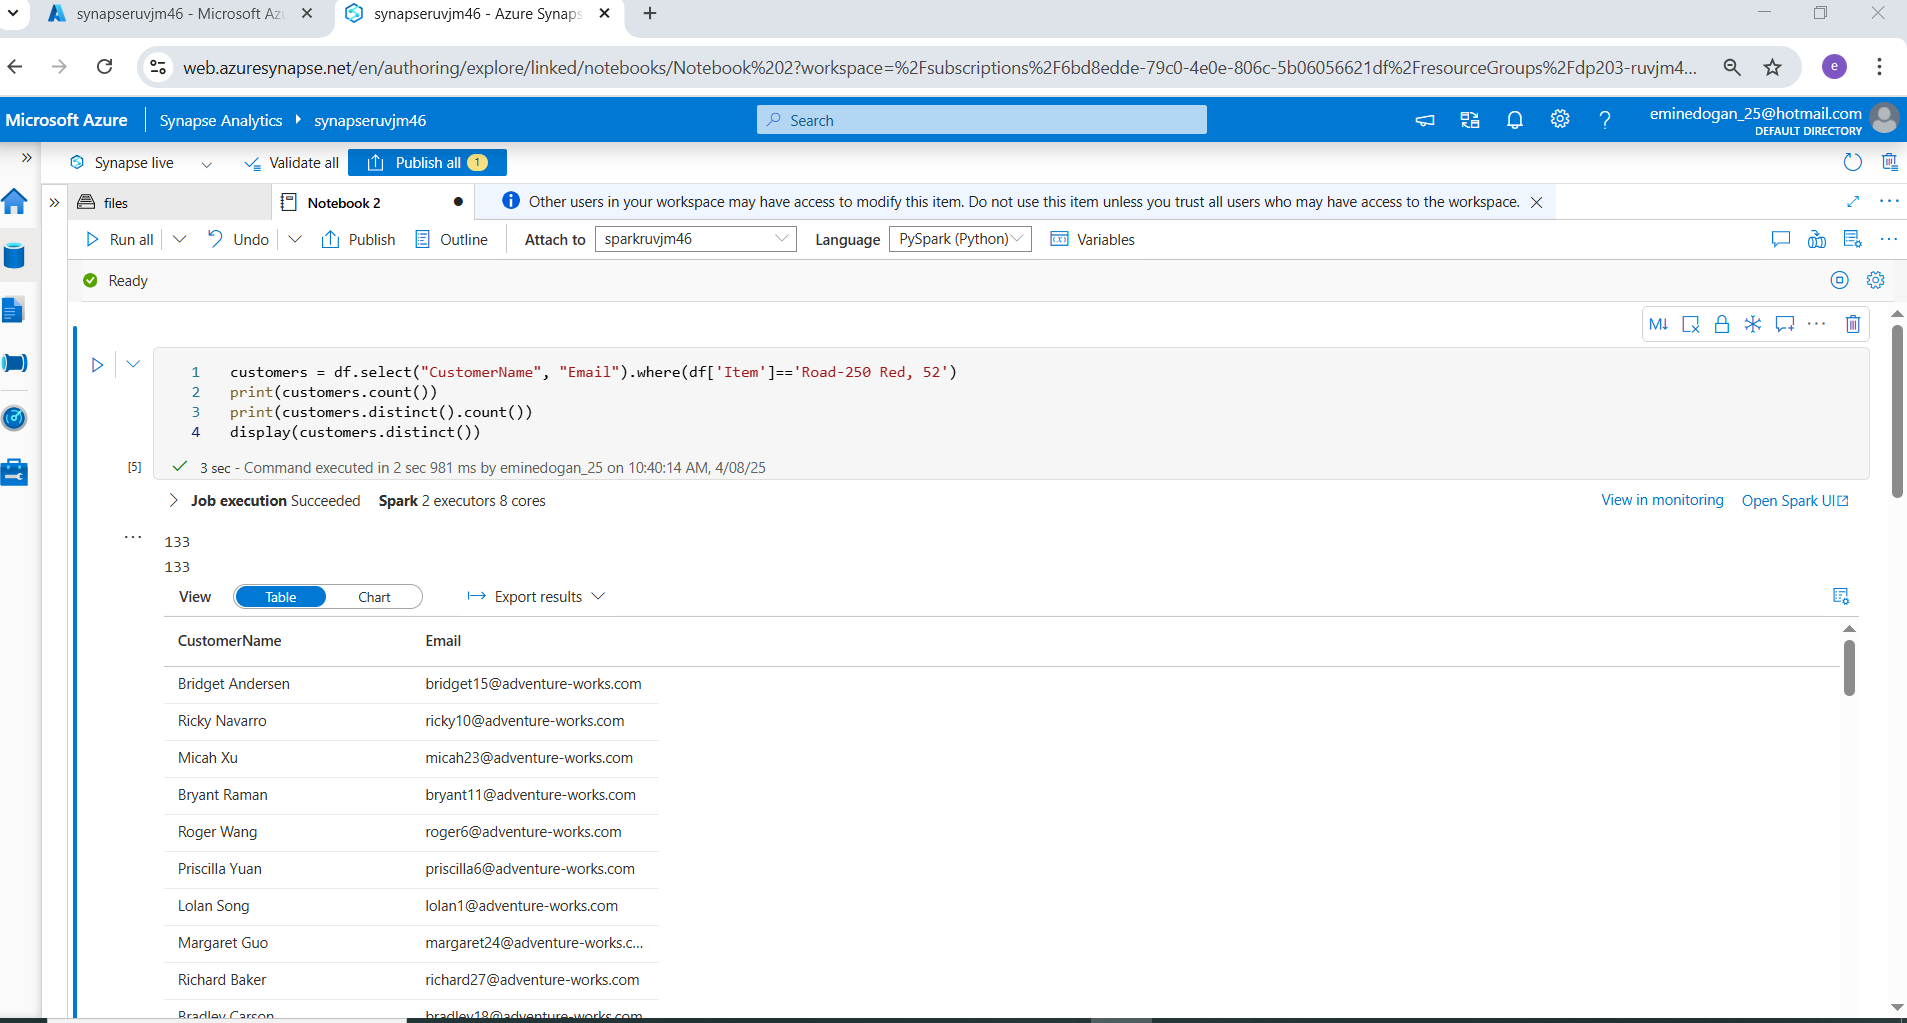 synapseruvjm46 - Microsoft Azu
synapseruvjm46 - Azure Synaps
web.azuresynapse.net/en/authoring/explore/linked/notebooks/Notebook%202?workspace=%2Fsubscriptions%2F6bd8edde-79c0-4e0e-806c-5b06056621df%2FresourceGroups%2Fdp203-ruvjm4...
e
Microsoft Azure
Synapse Analytics
synapseruvjm46
Search
eminedogan_25@hotmail.com
DEFAULT DIRECTORY
Synapse live
Validate all
Publish all 1
files
Notebook 2
Other users in your workspace may have access to modify this item. Do not use this item unless you trust all users who may have access to the workspace.
Run all
Undo
Publish
Outline
Attach to
sparkruvjm46
Language
PySpark (Python)
Variables
Ready
M↓
1 customers = df.select("CustomerName", "Email").where(df['Item']=='Road-250 Red, 52')
2 print(customers.count())
3 print(customers.distinct().count())
4 display(customers.distinct())
[5]
3 sec - Command executed in 2 sec 981 ms by eminedogan_25 on 10:40:14 AM, 4/08/25
Job execution Succeeded Spark 2 executors 8 cores
View in monitoring
Open Spark UI
133
133
View
Table
Chart
Export results
CustomerName Email
Bridget Andersen bridget15@adventure-works.com
Ricky Navarro ricky10@adventure-works.com
Micah Xu micah23@adventure-works.com
Bryant Raman bryant11@adventure-works.com
Roger Wang roger6@adventure-works.com
Priscilla Yuan priscilla6@adventure-works.com
Lolan Song lolan1@adventure-works.com
Margaret Guo margaret24@adventure-works.c...
Richard Baker richard27@adventure-works.com
Bradley Carson bradley18@adventure-works.com